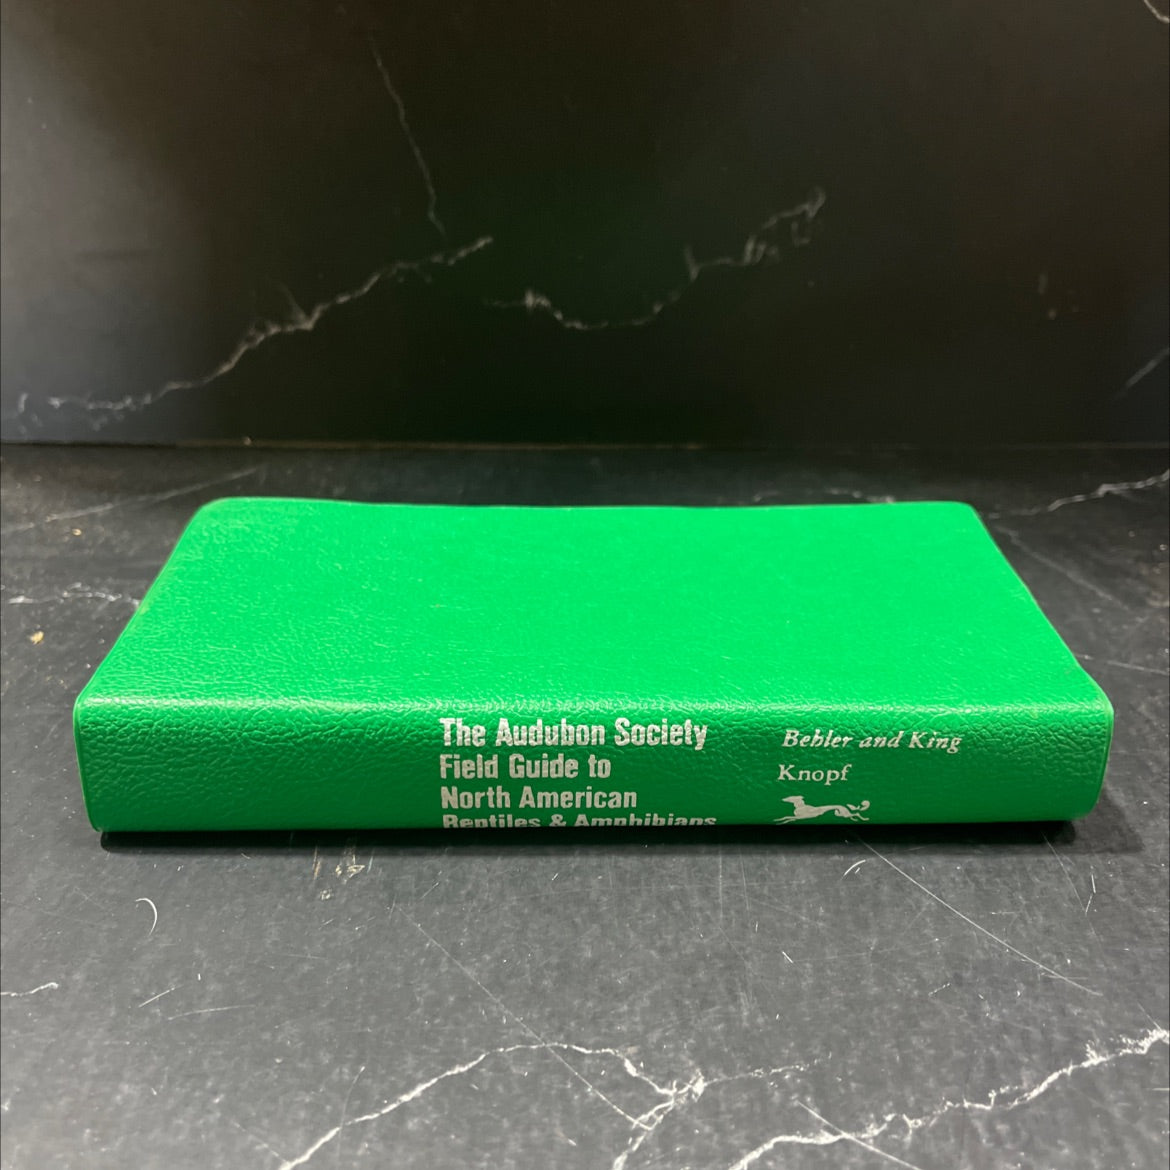 The Audubon Society
Field Guide to
North American
Reptiles & Amphibians
Behler and King
Knopf